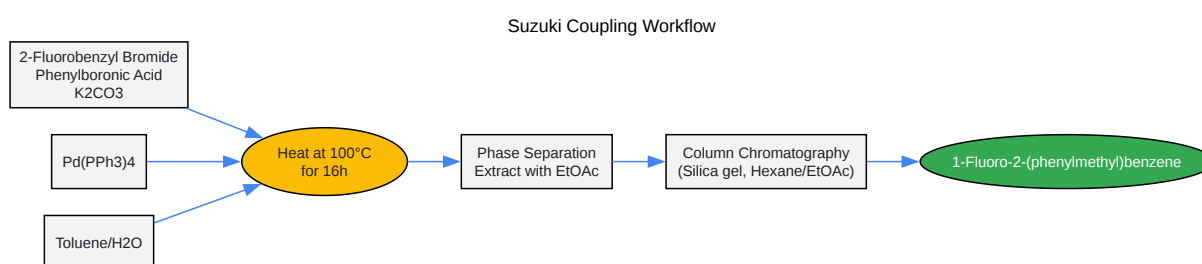 Suzuki Coupling Workflow
2-Fluorobenzyl Bromide
Phenylboronic Acid
K2CO3
Pd(PPh3)4
Toluene/H2O
Heat at 100°C
for 16h
Phase Separation
Extract with EtOAc
Column Chromatography
(Silica gel, Hexane/EtOAc)
1-Fluoro-2-(phenylmethyl)benzene